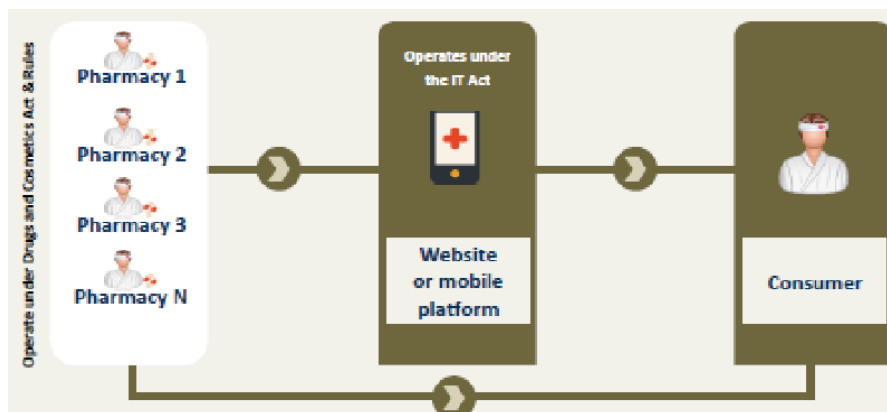 Operate under Drugs and Cosmetics Act & Rules
Pharmacy 1
Pharmacy 2
Pharmacy 3
Pharmacy N
Operates under
the IT Act
Website
or mobile
platform
Consumer